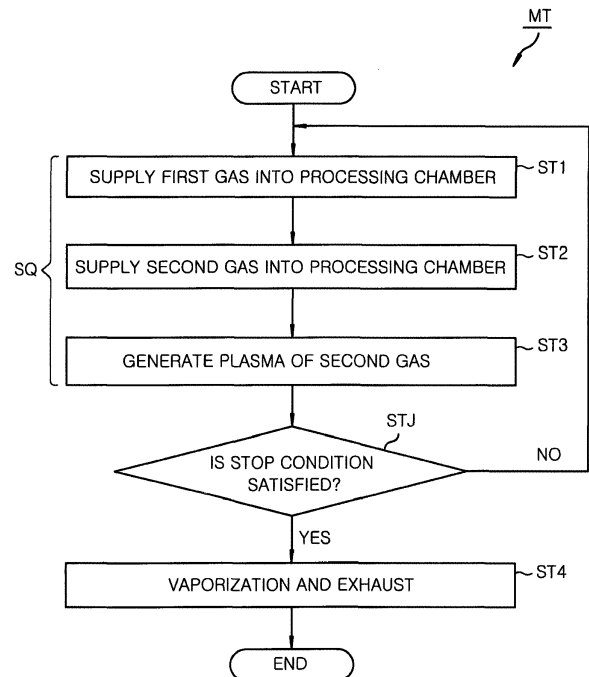 MT
START
SUPPLY FIRST GAS INTO PROCESSING CHAMBER
ST1
SQ
SUPPLY SECOND GAS INTO PROCESSING CHAMBER
ST2
GENERATE PLASMA OF SECOND GAS
ST3
STJ
IS STOP CONDITION
SATISFIED?
NO
YES
VAPORIZATION AND EXHAUST
ST4
END